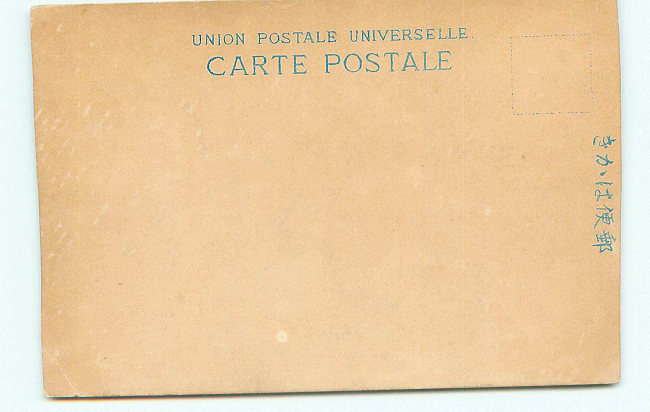 UNION POSTALE UNIVERSELLE.
CARTE POSTALE
郵便はかき